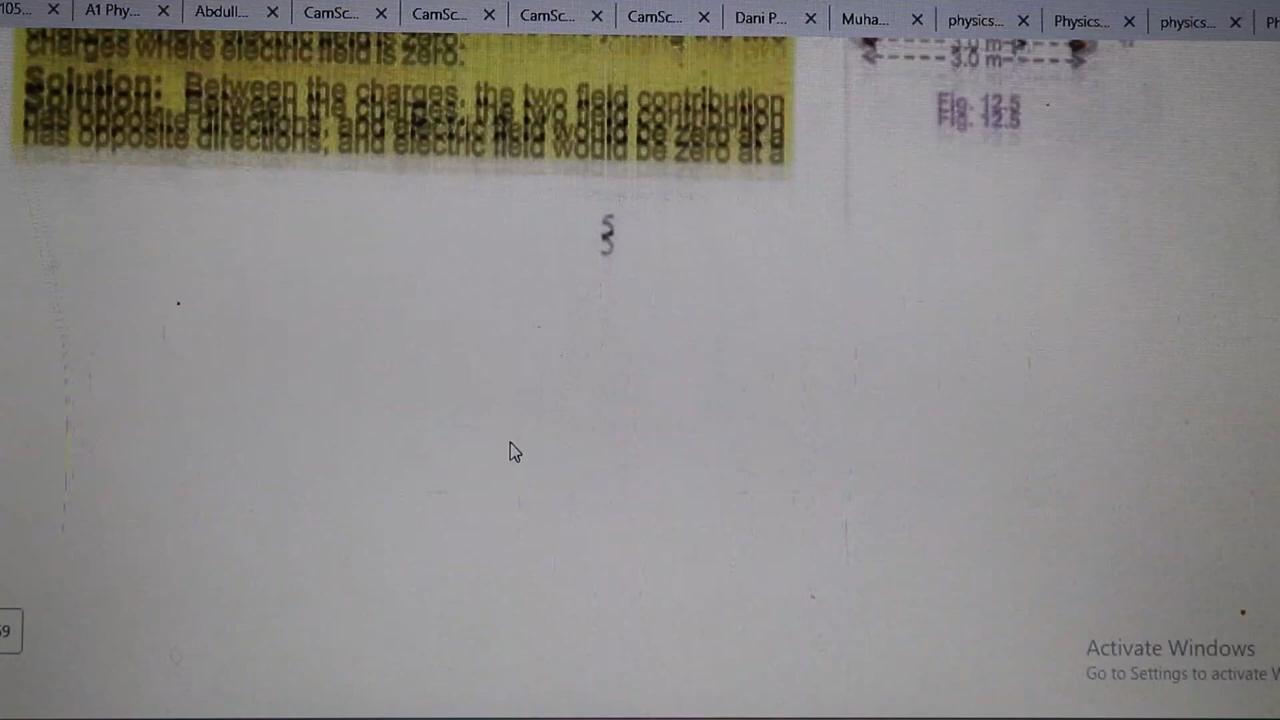 105... A1 Phy... Abdull... CamSc... CamSc... CamSc... CamSc... Dani P... Muha... physics... Physics... physics... Ph
charges where electric field is zero.
3.0 m
Solution: Between the charges, the two field contribution
has opposite directions, and electric field would be zero at a
Fig. 12.5
5
59
Activate Windows
Go to Settings to activate W